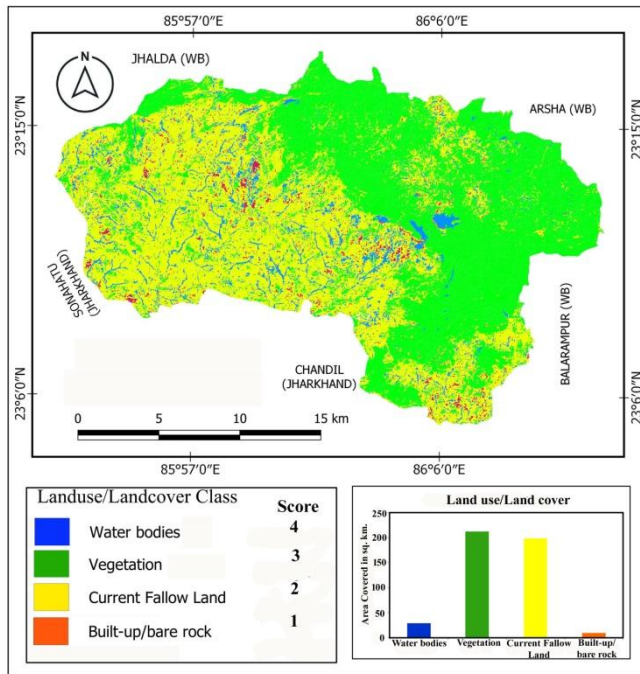 85°57'0"E 86°6'0"E
N
JHALDA (WB)
ARSHA (WB)
23°15'0"N 23°15'0"N
SONAHATU
(JHARKHAND)
BALARAMPUR (WB)
CHANDIL
(JHARKHAND)
23°6'0"N 23°6'0"N
0 5 10 15 km
85°57'0"E 86°6'0"E
Landuse/Landcover Class Score
Water bodies 4
Vegetation 3
Current Fallow Land 2
Built-up/bare rock 1
Land use/Land cover
Area Covered in sq. km.
250
200
150
100
50
0
Water bodies Vegetation Current Fallow Built-up/
Land bare rock